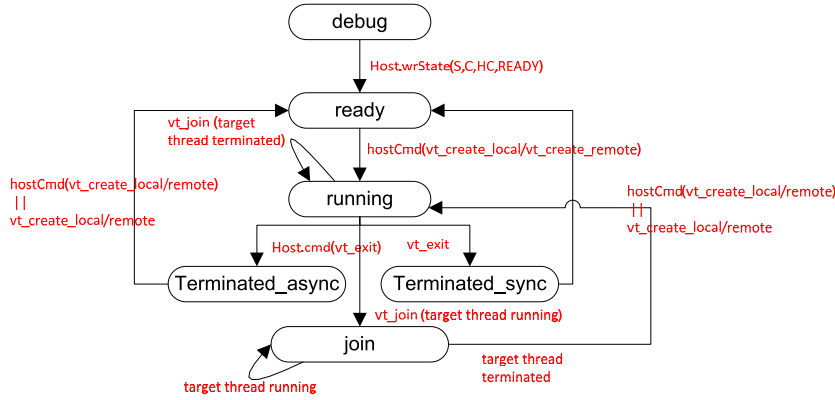 debug
Host.wrState(S,C,HC,READY)
ready
vt_join (target
thread terminated)
hostCmd(vt_create_local/vt_create_remote)
hostCmd(vt_create_local/remote)
||
vt_create_local/remote
hostCmd(vt_create_local/remote)
||
vt_create_local/remote
running
Host.cmd(vt_exit)
vt_exit
Terminated_async
Terminated_sync
vt_join (target thread running)
join
target thread
terminated
target thread running